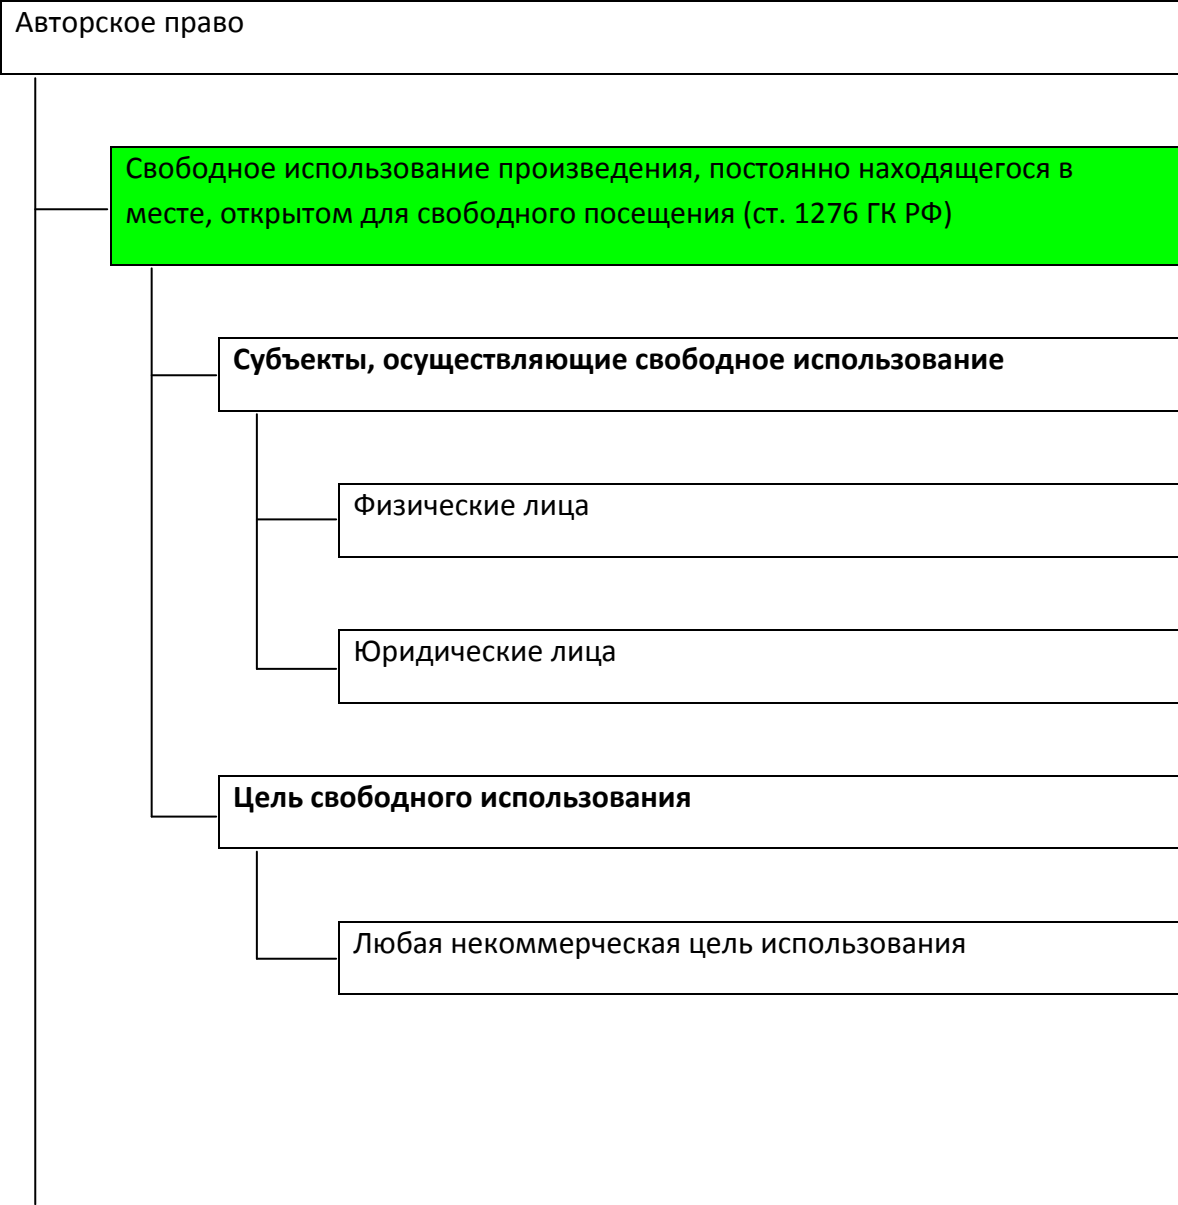 Авторское право
Свободное использование произведения, постоянно находящегося в
месте, открытом для свободного посещения (ст. 1276 ГК РФ)
Субъекты, осуществляющие свободное использование
Физические лица
Юридические лица
Цель свободного использования
Любая некоммерческая цель использования